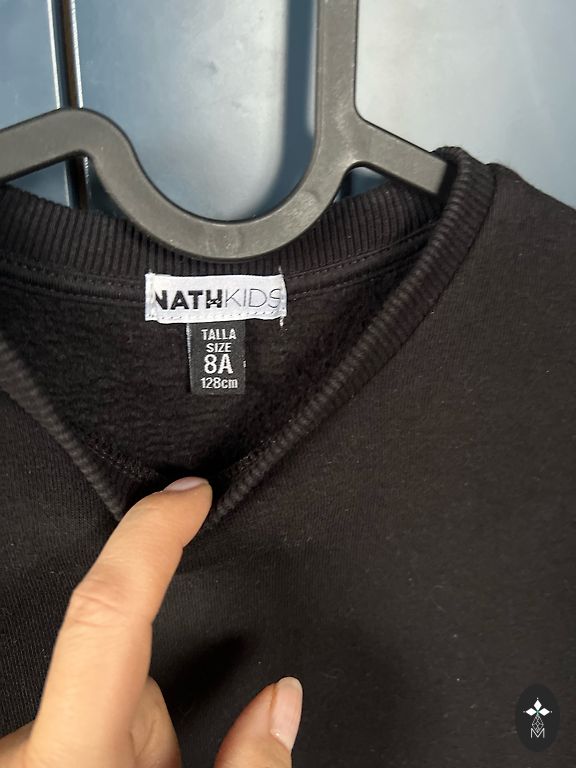 NATHKIDS
TALLA
SIZE
8A
128cm
M